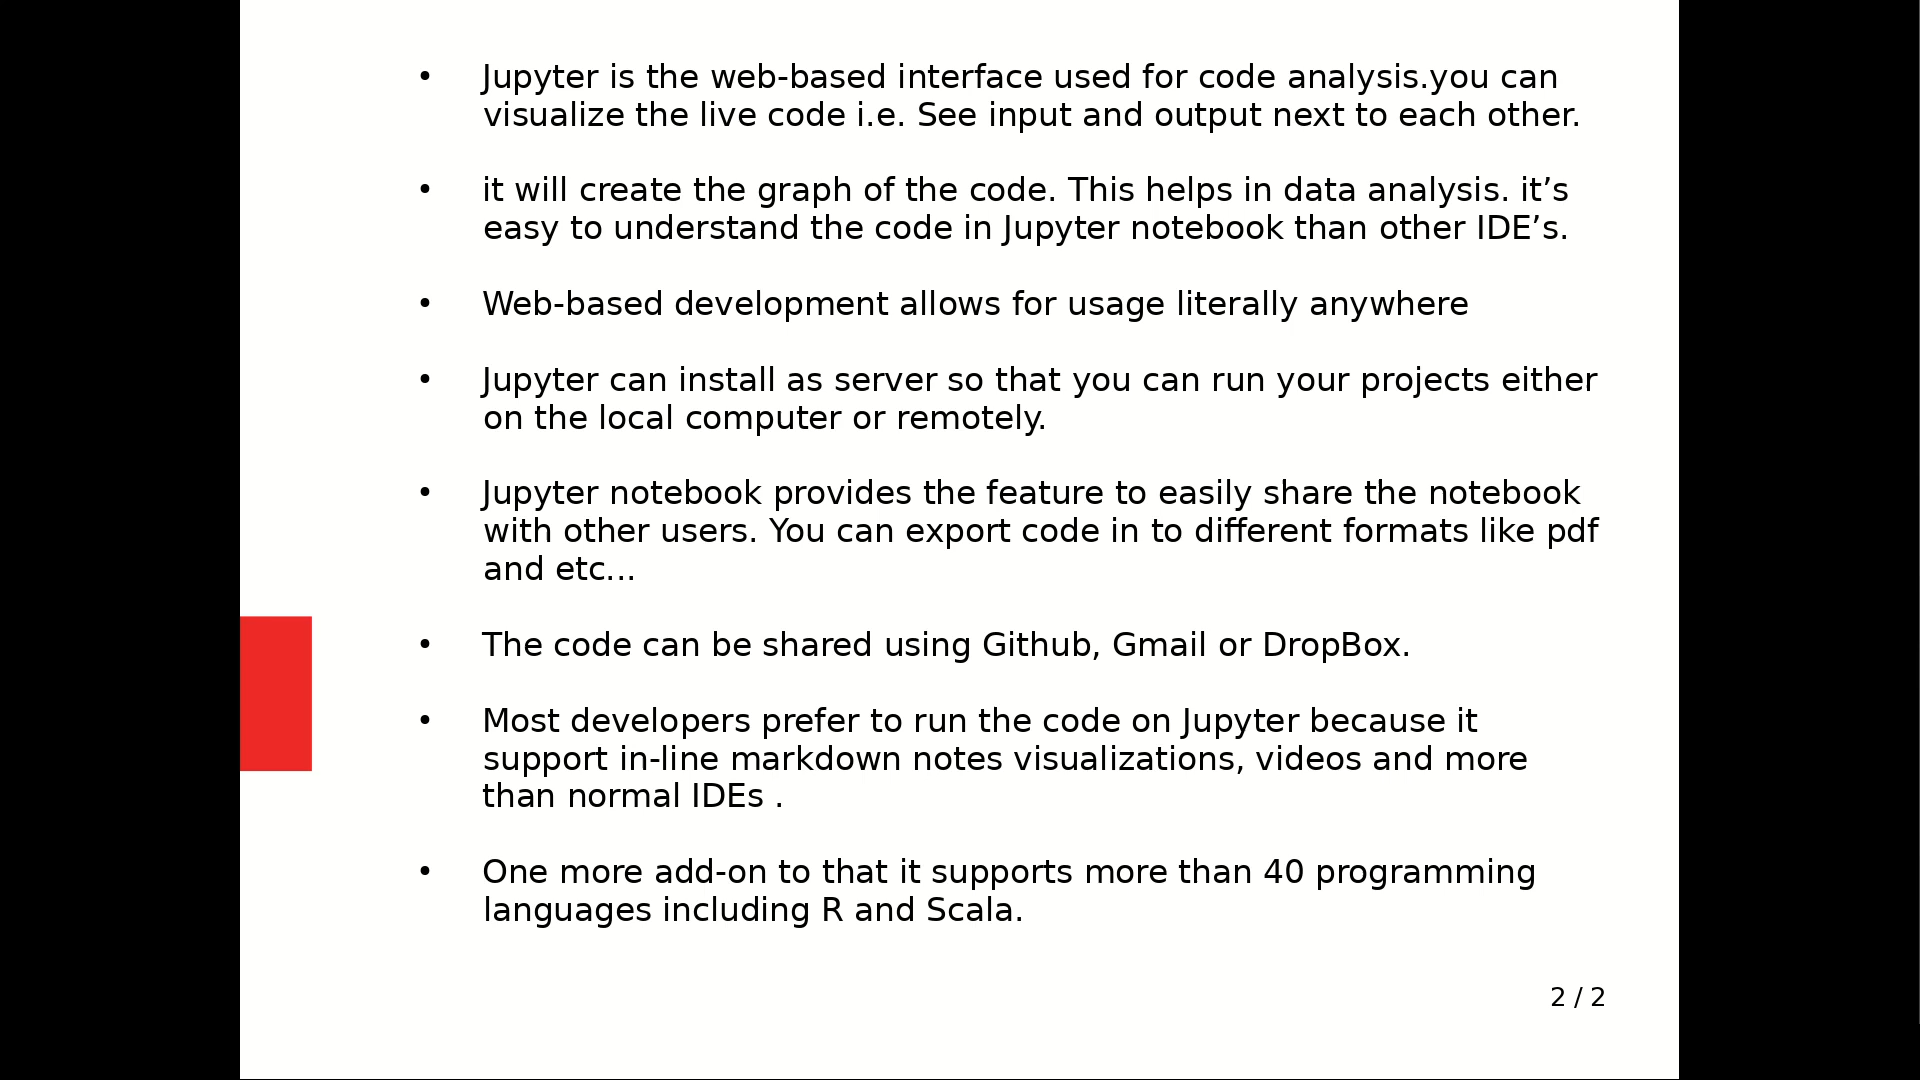 • Jupyter is the web-based interface used for code analysis.you can
visualize the live code i.e. See input and output next to each other.
• it will create the graph of the code. This helps in data analysis. it’s
easy to understand the code in Jupyter notebook than other IDE’s.
• Web-based development allows for usage literally anywhere
• Jupyter can install as server so that you can run your projects either
on the local computer or remotely.
• Jupyter notebook provides the feature to easily share the notebook
with other users. You can export code in to different formats like pdf
and etc...
• The code can be shared using Github, Gmail or DropBox.
• Most developers prefer to run the code on Jupyter because it
support in-line markdown notes visualizations, videos and more
than normal IDEs .
• One more add-on to that it supports more than 40 programming
languages including R and Scala.
2 / 2